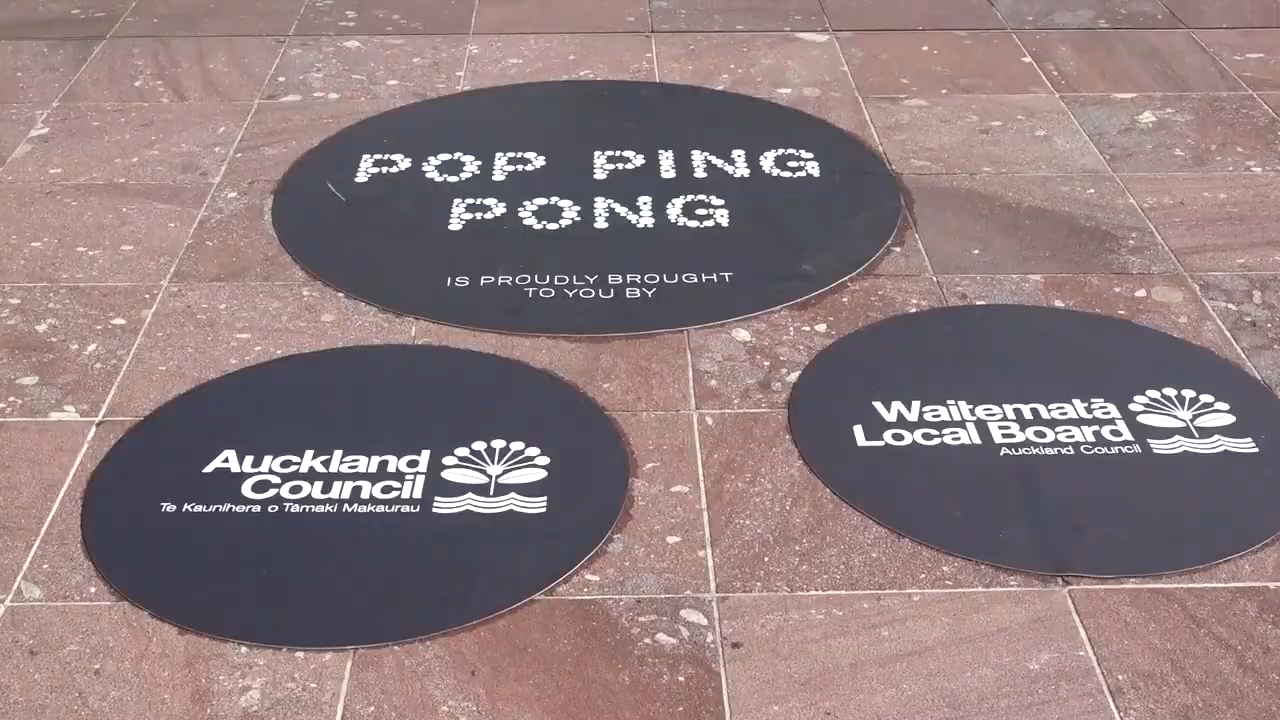 POP PING
PONG
IS PROUDLY BROUGHT
TO YOU BY
Auckland
Council
Te Kaunihera o Tāmaki Makaurau
Waitematā
Local Board
Auckland Council